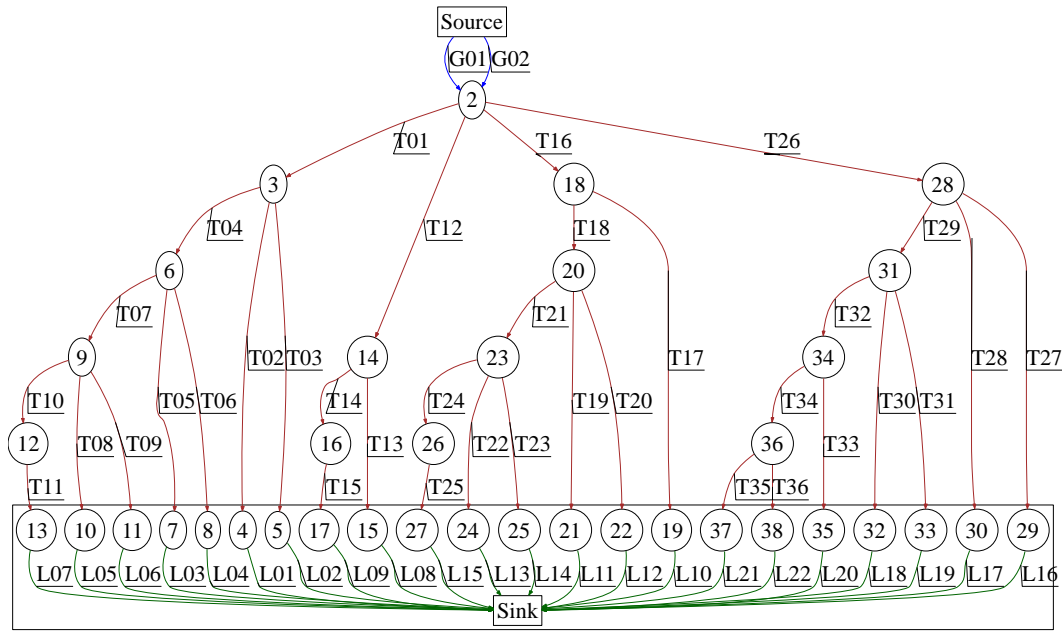 Source
G01 G02
2
T01 T16 T26
3 18 28
T04 T12 T18 T29
6 20 31
T07 T21 T32
9 14 23 34
T02 T03 T17 T28 T27
T10 T05 T06 T14 T24 T19 T20 T34 T30 T31
12 16 26 36
T08 T09 T13 T22 T23 T33
T11 T15 T25 T35 T36
13 10 11 7 8 4 5 17 15 27 24 25 21 22 19 37 38 35 32 33 30 29
L07 L05 L06 L03 L04 L01 L02 L09 L08 L15 L13 L14 L11 L12 L10 L21 L22 L20 L18 L19 L17 L16
Sink